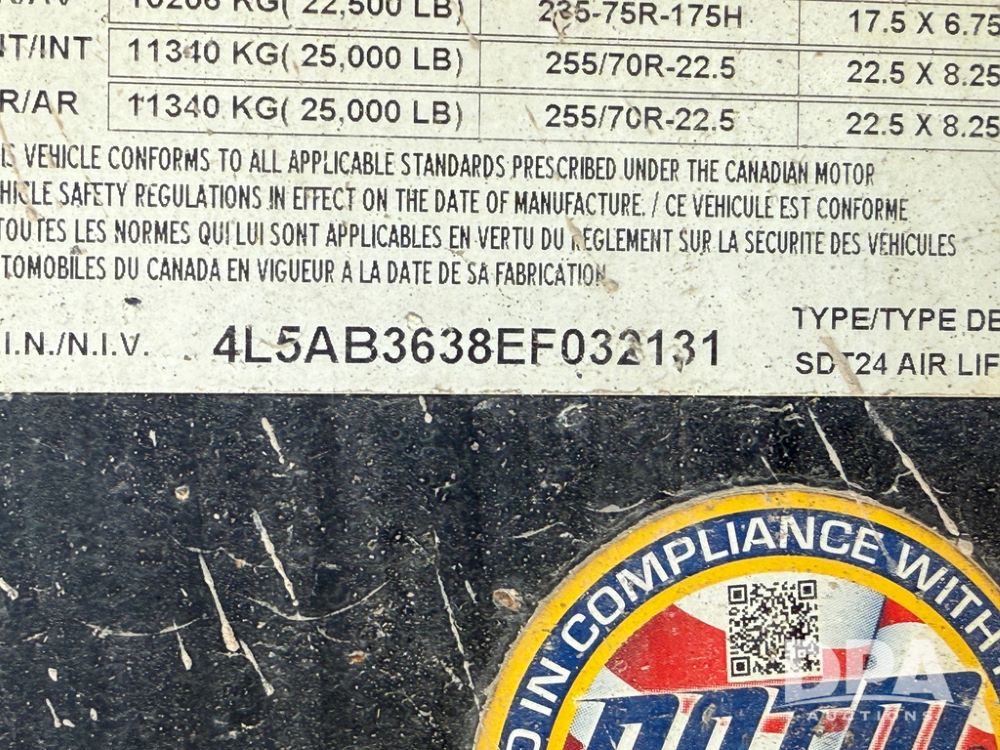 10206 KG( 22,500 LB) 235-75R-175H 17.5 X 6.75
NT/INT 11340 KG( 25,000 LB) 255/70R-22.5 22.5 X 8.25
R/AR 11340 KG( 25,000 LB) 255/70R-22.5 22.5 X 8.25
IS VEHICLE CONFORMS TO ALL APPLICABLE STANDARDS PRESCRIBED UNDER THE CANADIAN MOTOR
HICLE SAFETY REGULATIONS IN EFFECT ON THE DATE OF MANUFACTURE. / CE VEHICULE EST CONFORME
TOUTES LES NORMES QUI LUI SONT APPLICABLES EN VERTU DU REGLEMENT SUR LA SECURITE DES VEHICULES
TOMOBILES DU CANADA EN VIGUEUR A LA DATE DE SA FABRICATION
.I.N./N.I.V. 4L5AB3638EF032131 TYPE/TYPE DE
SDT24 AIR LIF
IN COMPLIANCE WITH
DPA
AUCTIONS